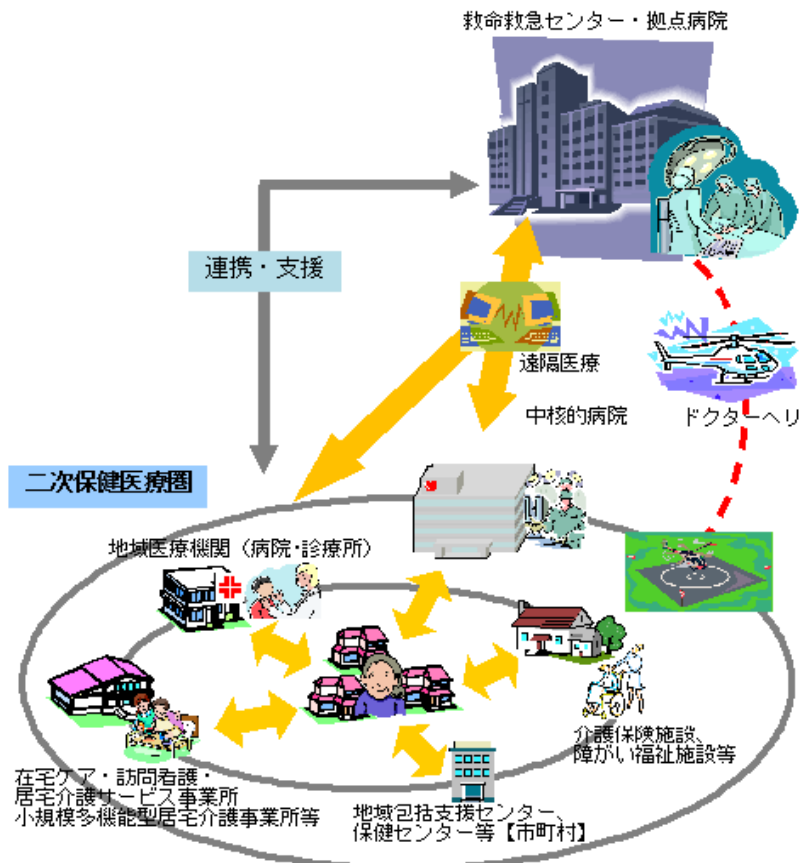 救命救急センター・拠点病院
連携・支援
遠隔医療
中核的病院
ドクターヘリ
二次保健医療圏
地域医療機関（病院・診療所）
介護保険施設、
障がい福祉施設等
在宅ケア・訪問看護・
居宅介護サービス事業所
小規模多機能型居宅介護事業所等
地域包括支援センター、
保健センター等【市町村】